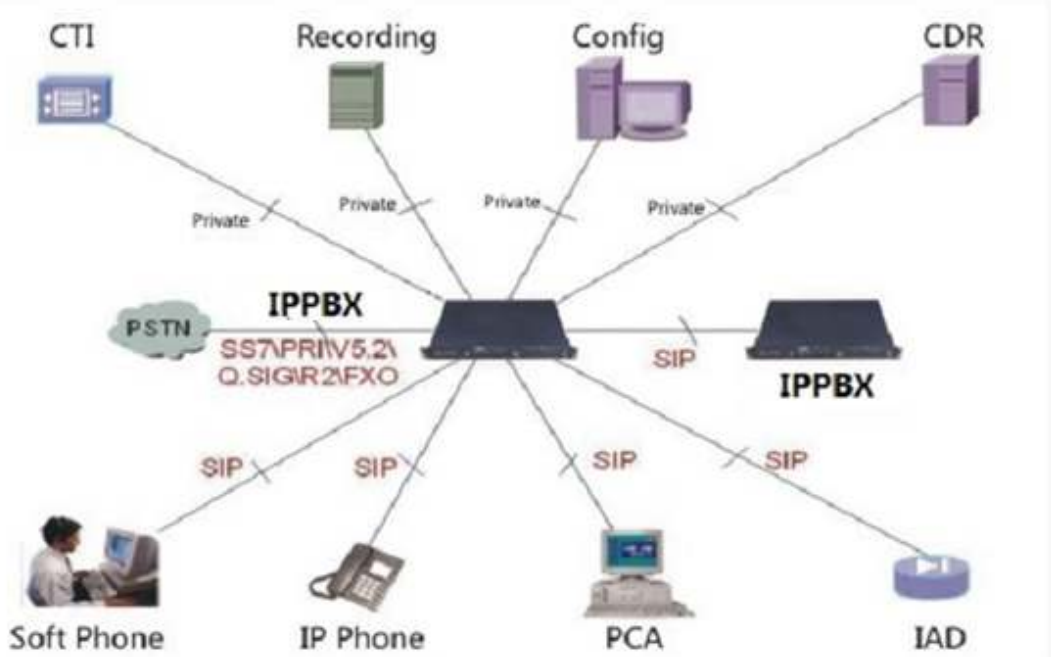 CTI
Recording
Config
CDR
Private
Private
Private
Private
PSTN
IPPBX
SS7\PRI\V5.2\
Q.SIG\R2\FXO
SIP
IPPBX
SIP
SIP
SIP
SIP
Soft Phone
IP Phone
PCA
IAD